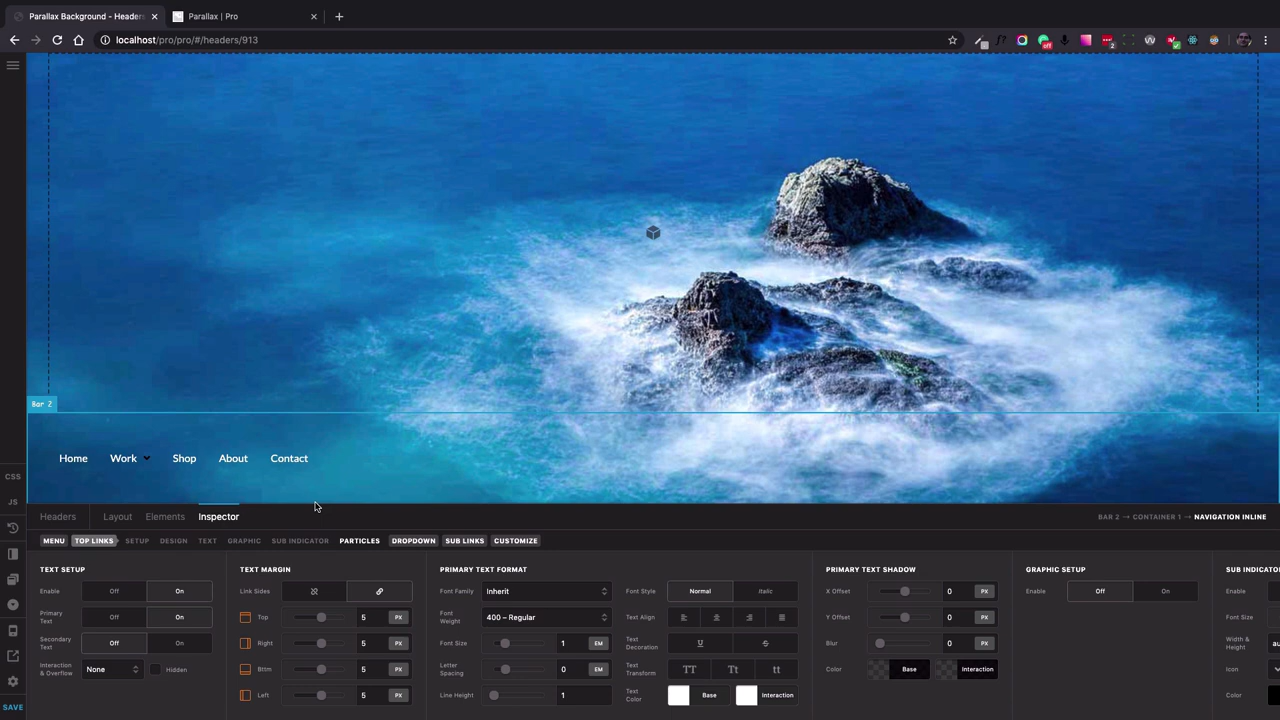 Parallax Background - Headers
Parallax | Pro
localhost/pro/pro/#/headers/913
Bar 2
Home Work Shop About Contact
CSS
JS
SAVE
Headers Layout Elements Inspector
BAR 2 → CONTAINER 1 → NAVIGATION INLINE
MENU TOP LINKS SETUP DESIGN TEXT GRAPHIC SUB INDICATOR PARTICLES DROPDOWN SUB LINKS CUSTOMIZE
TEXT SETUP
Enable Off On
Primary Text Off On
Secondary Text Off On
Interaction & Overflow None Hidden
TEXT MARGIN
Link Sides
Top 5 PX
Right 5 PX
Bttm 5 PX
Left 5 PX
PRIMARY TEXT FORMAT
Font Family Inherit
Font Weight 400 – Regular
Font Size 1 EM
Letter Spacing 0 EM
Line Height 1
Font Style Normal Italic
Text Align
Text Decoration U S
Text Transform TT Tt tt
Text Color Base Interaction
PRIMARY TEXT SHADOW
X Offset 0 PX
Y Offset 0 PX
Blur 0 PX
Color Base Interaction
GRAPHIC SETUP
Enable Off On
SUB INDICATOR
Enable
Font Size
Width & Height au
Icon
Color